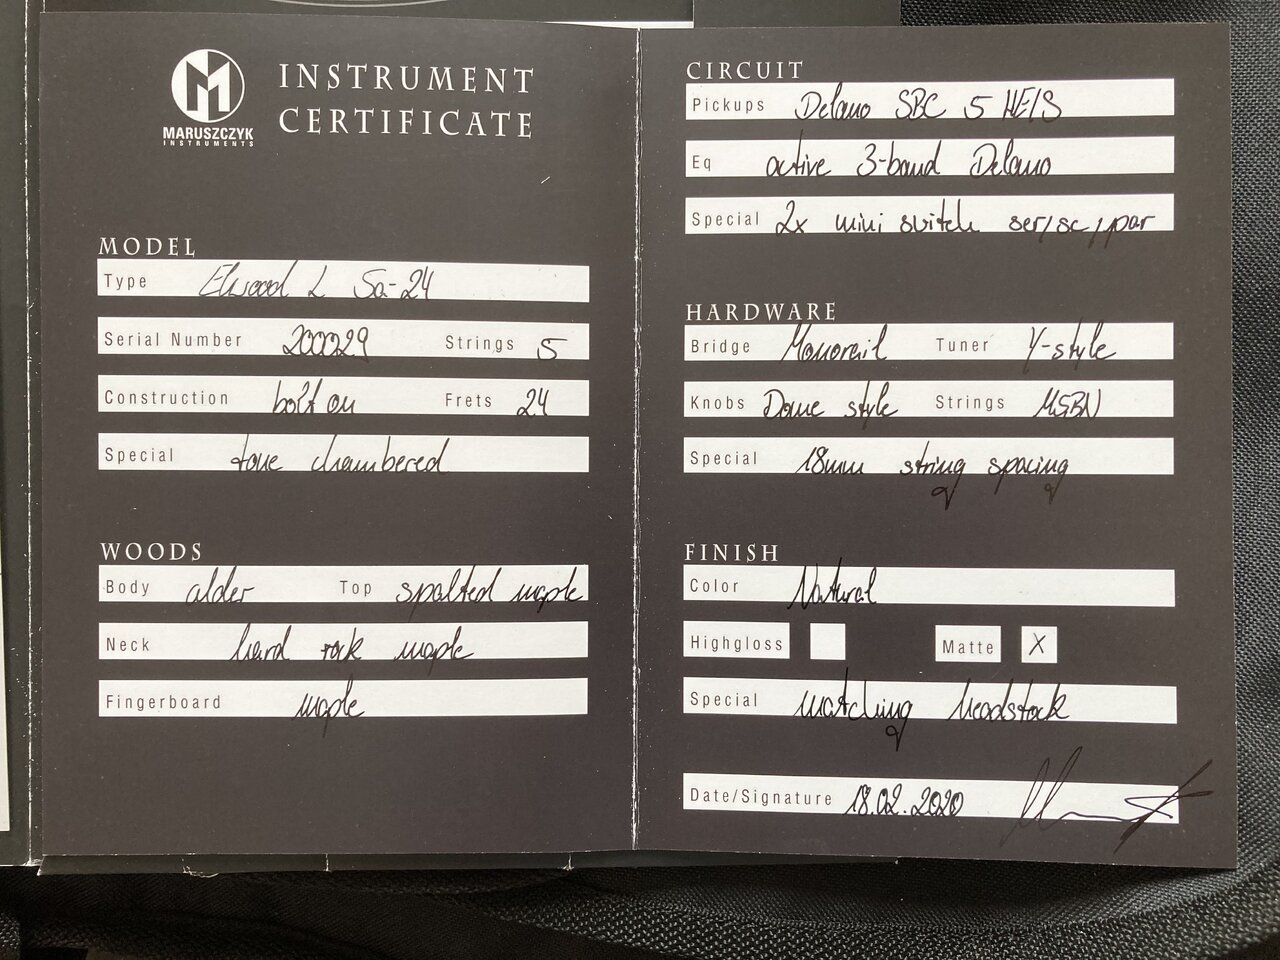 MARUSZCZYK
INSTRUMENTS
INSTRUMENT
CERTIFICATE
MODEL
Type Elwood L 5a-24
Serial Number 200029 Strings 5
Construction bolt on Frets 24
Special tone chambered
WOODS
Body alder Top spalted maple
Neck hard rock maple
Fingerboard maple
CIRCUIT
Pickups Delano SBC 5 HE/S
Eq active 3-band Delano
Special 2x mini switch ser/sc/par
HARDWARE
Bridge Monorail Tuner Y-style
Knobs Dome style Strings MSBN
Special 18mm string spacing
FINISH
Color Natural
Highgloss Matte X
Special matching headstock
Date/Signature 18.02.2020